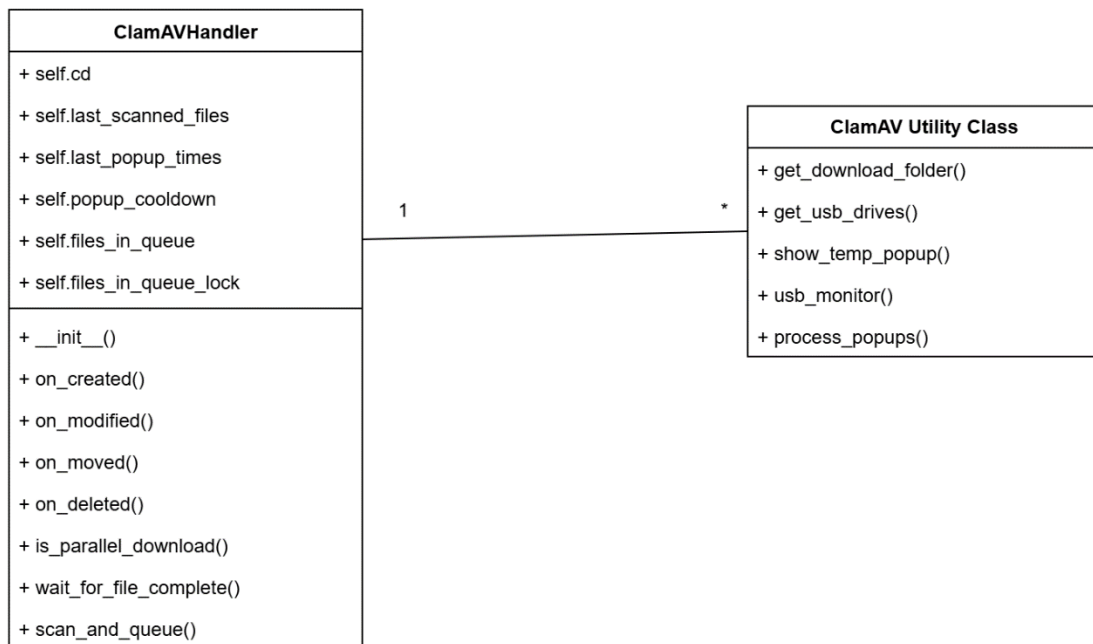 ClamAVHandler
+ self.cd
+ self.last_scanned_files
+ self.last_popup_times
+ self.popup_cooldown
+ self.files_in_queue
+ self.files_in_queue_lock
+ __init__()
+ on_created()
+ on_modified()
+ on_moved()
+ on_deleted()
+ is_parallel_download()
+ wait_for_file_complete()
+ scan_and_queue()
1
*
ClamAV Utility Class
+ get_download_folder()
+ get_usb_drives()
+ show_temp_popup()
+ usb_monitor()
+ process_popups()